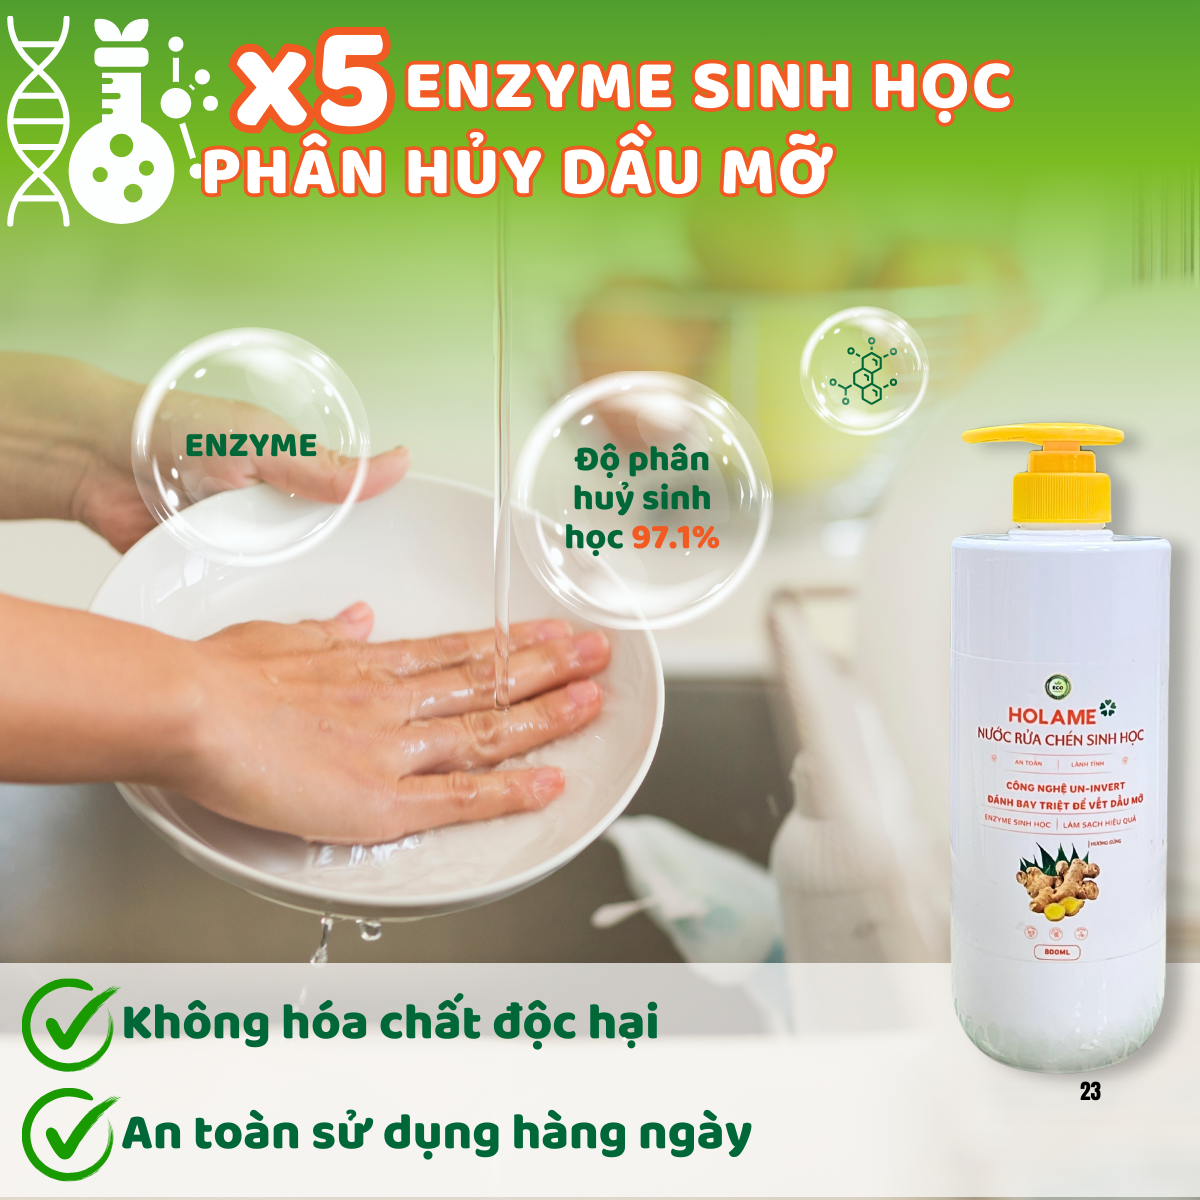 x5 ENZYME SINH HỌC
PHÂN HỦY DẦU MỠ
ENZYME
Độ phân
huỷ sinh
học 97.1%
ECO
HOLAME
NƯỚC RỬA CHÉN SINH HỌC
AN TOÀN | LÀNH TÍNH
CÔNG NGHỆ UN-INVERT
ĐÁNH BAY TRIỆT ĐỂ VẾT DẦU MỠ
ENZYME SINH HỌC | LÀM SẠCH HIỆU QUẢ
HƯƠNG GỪNG
800ML
23
Không hóa chất độc hại
An toàn sử dụng hàng ngày